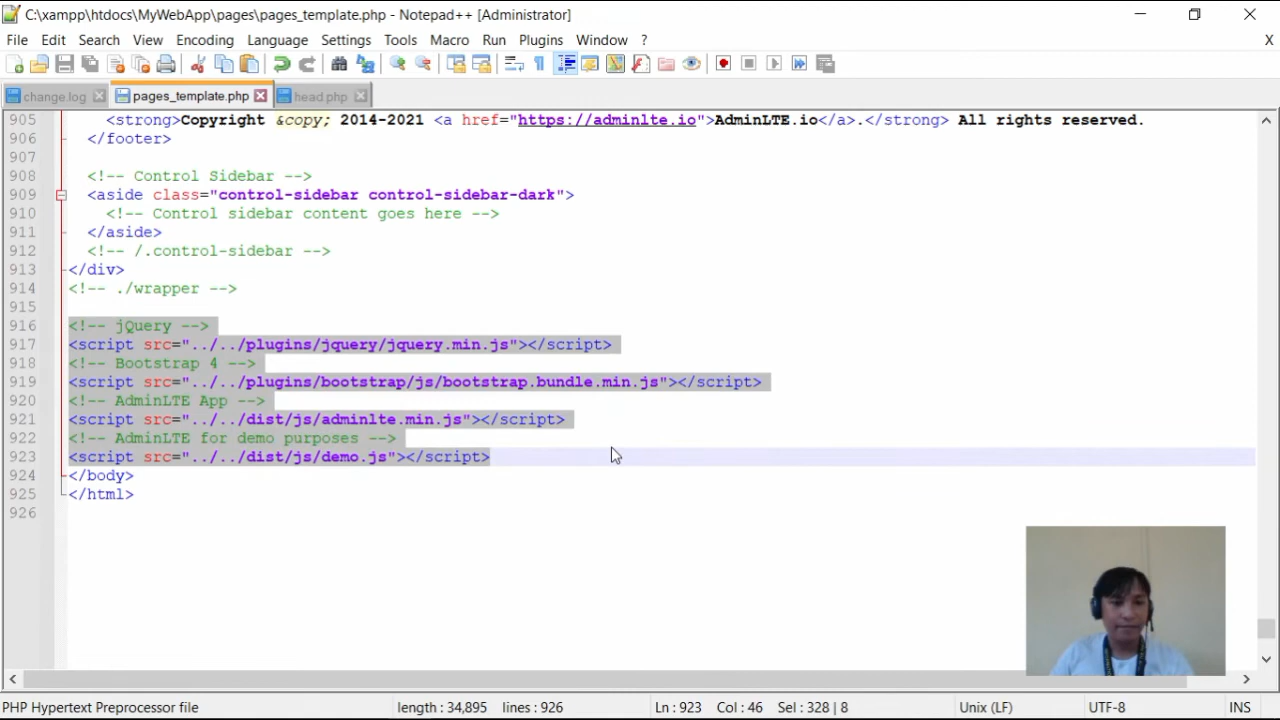 C:\xampp\htdocs\MyWebApp\pages\pages_template.php - Notepad++ [Administrator]
File Edit Search View Encoding Language Settings Tools Macro Run Plugins Window ? X
change.log pages_template.php head.php
905 <strong>Copyright &copy; 2014-2021 <a href="https://adminlte.io">AdminLTE.io</a>.</strong> All rights reserved.
906 </footer>
907
908 <!-- Control Sidebar -->
909 <aside class="control-sidebar control-sidebar-dark">
910 <!-- Control sidebar content goes here -->
911 </aside>
912 <!-- /.control-sidebar -->
913 </div>
914 <!-- ./wrapper -->
915
916 <!-- jQuery -->
917 <script src="../../plugins/jquery/jquery.min.js"></script>
918 <!-- Bootstrap 4 -->
919 <script src="../../plugins/bootstrap/js/bootstrap.bundle.min.js"></script>
920 <!-- AdminLTE App -->
921 <script src="../../dist/js/adminlte.min.js"></script>
922 <!-- AdminLTE for demo purposes -->
923 <script src="../../dist/js/demo.js"></script>
924 </body>
925 </html>
926
PHP Hypertext Preprocessor file length : 34,895 lines : 926 Ln : 923 Col : 46 Sel : 328 | 8 Unix (LF) UTF-8 INS